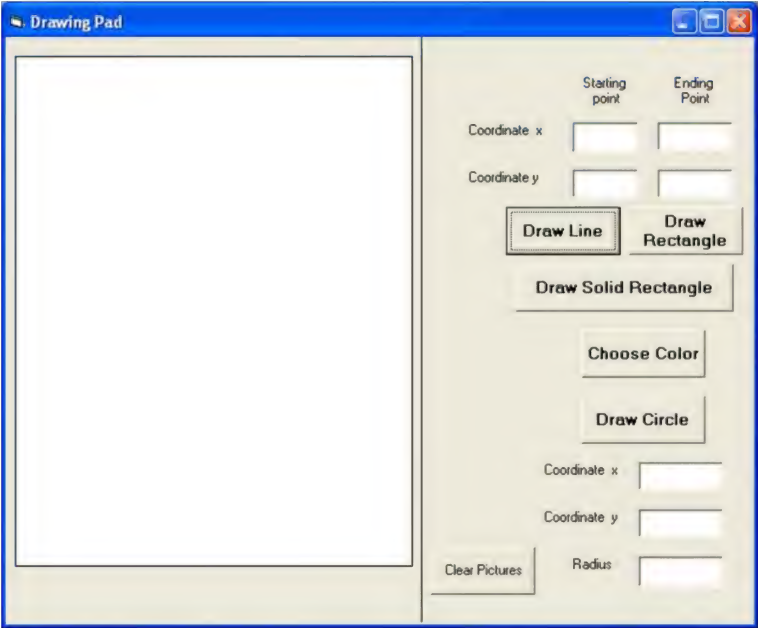 Drawing Pad
Starting
point
Ending
Point
Coordinate x
Coordinate y
Draw Line
Draw
Rectangle
Draw Solid Rectangle
Choose Color
Draw Circle
Coordinate x
Coordinate y
Clear Pictures
Radius